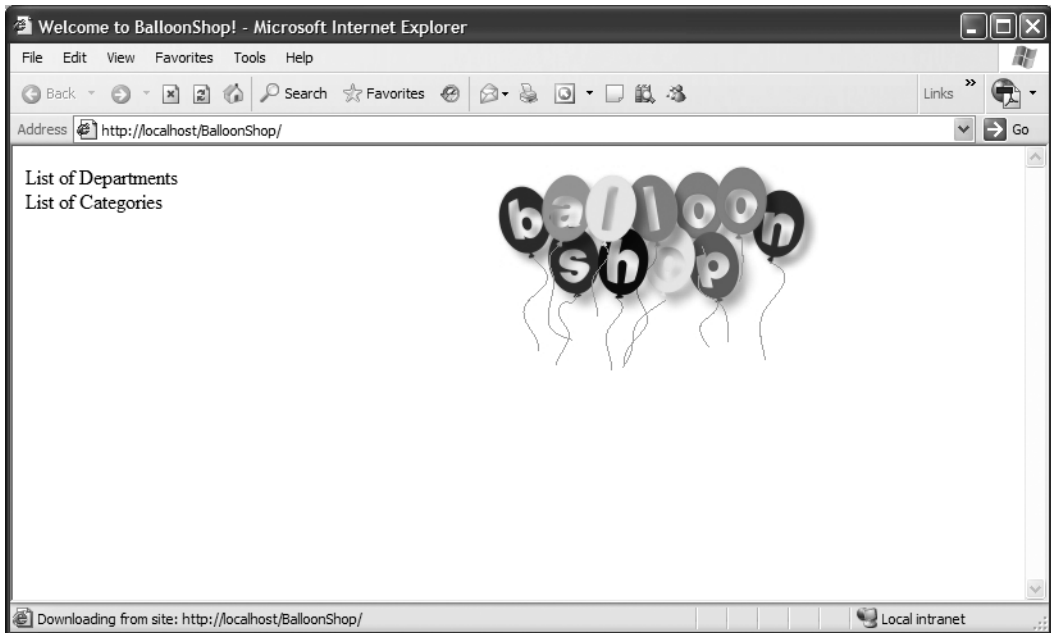 Welcome to BalloonShop! - Microsoft Internet Explorer
File Edit View Favorites Tools Help
Back Search Favorites Links »
Address http://localhost/BalloonShop/ Go
List of Departments
List of Categories
balloon
shop
Downloading from site: http://localhost/BalloonShop/ Local intranet